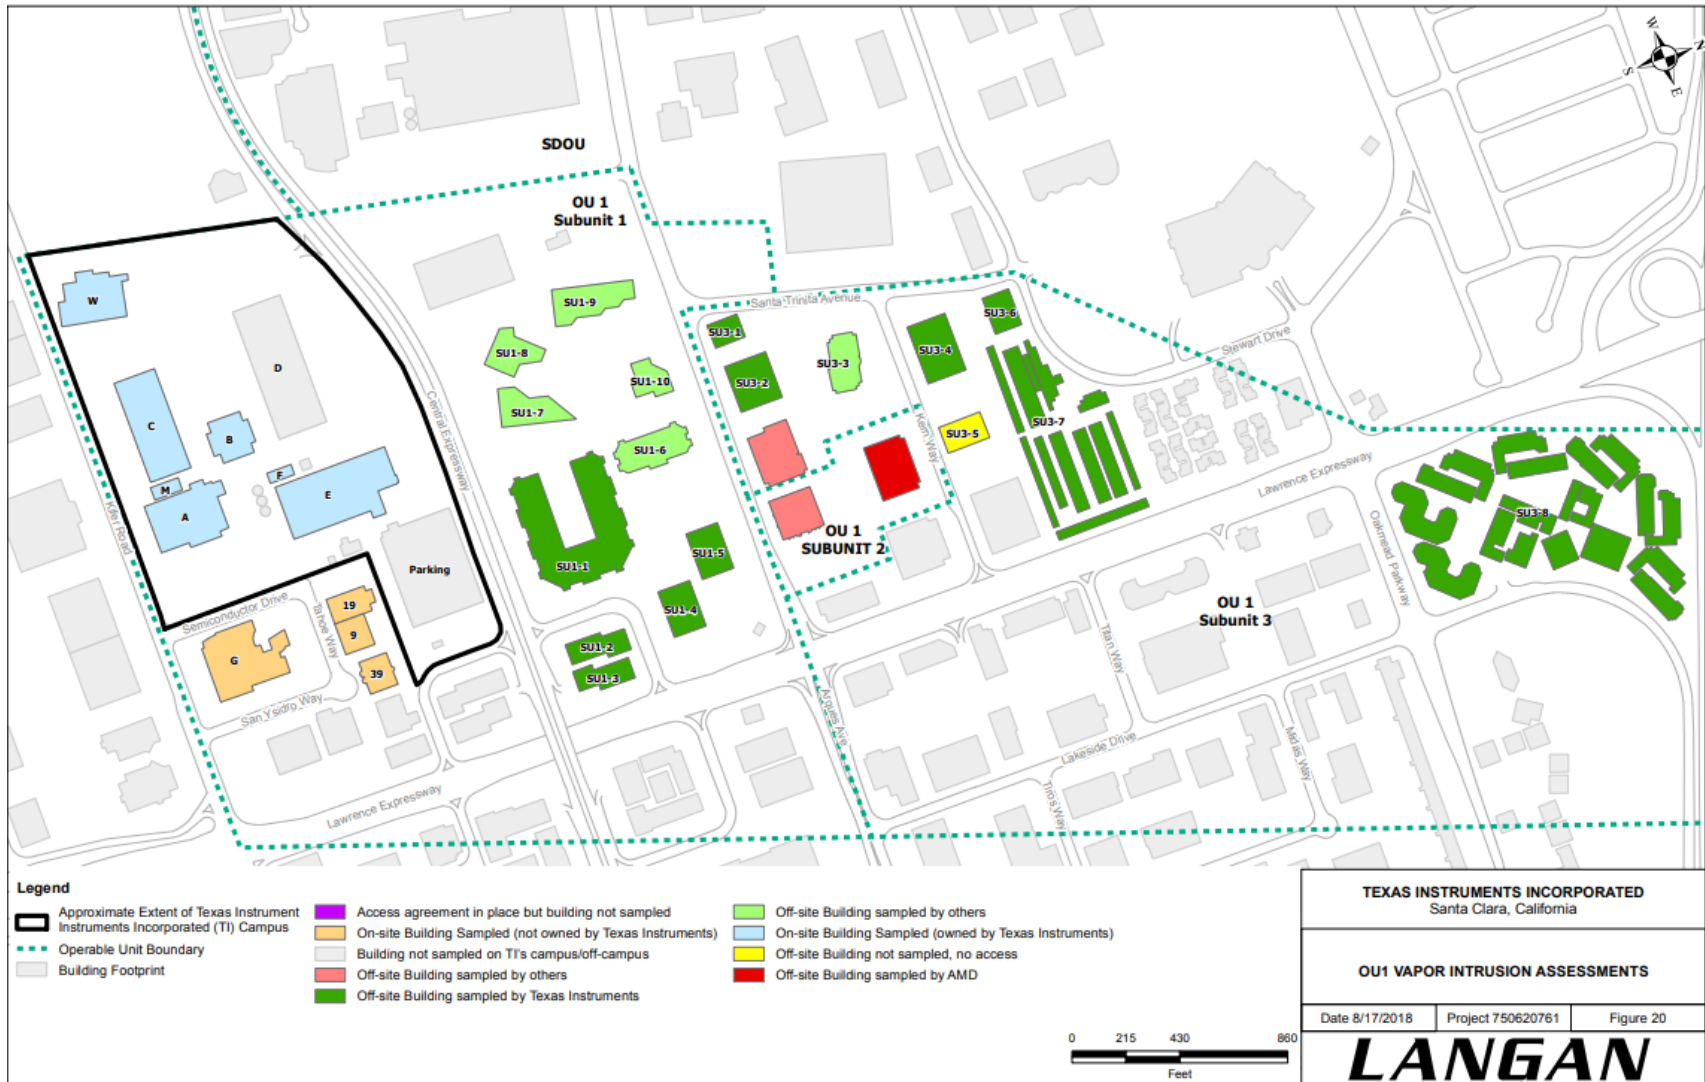 W
N
S
E
SDOU
OU 1
Subunit 1
W
D
C
B
F
M
A
E
Parking
Kifer Road
Central Expressway
Semiconductor Drive
Tahoe Way
19
9
39
G
San Ysidro Way
Lawrence Expressway
SU1-9
SU1-8
SU1-10
SU1-7
SU1-6
SU1-1
SU1-5
SU1-4
SU1-2
SU1-3
Santa Trinita Avenue
SU3-1
SU3-2
SU3-3
SU3-4
SU3-6
SU3-5
SU3-7
Kern Way
Stewart Drive
OU 1
SUBUNIT 2
Lawrence Expressway
Oakmead Parkway
SU3-8
OU 1
Subunit 3
Titan Way
Arques Ave
Lakeside Drive
Tiros Way
Midas Way
Legend
Approximate Extent of Texas Instrument
Instruments Incorporated (TI) Campus
Operable Unit Boundary
Building Footprint
Access agreement in place but building not sampled
On-site Building Sampled (not owned by Texas Instruments)
Building not sampled on TI's campus/off-campus
Off-site Building sampled by others
Off-site Building sampled by Texas Instruments
Off-site Building sampled by others
On-site Building Sampled (owned by Texas Instruments)
Off-site Building not sampled, no access
Off-site Building sampled by AMD
0 215 430 860
Feet
TEXAS INSTRUMENTS INCORPORATED
Santa Clara, California
OU1 VAPOR INTRUSION ASSESSMENTS
Date 8/17/2018 Project 750620761 Figure 20
LANGAN